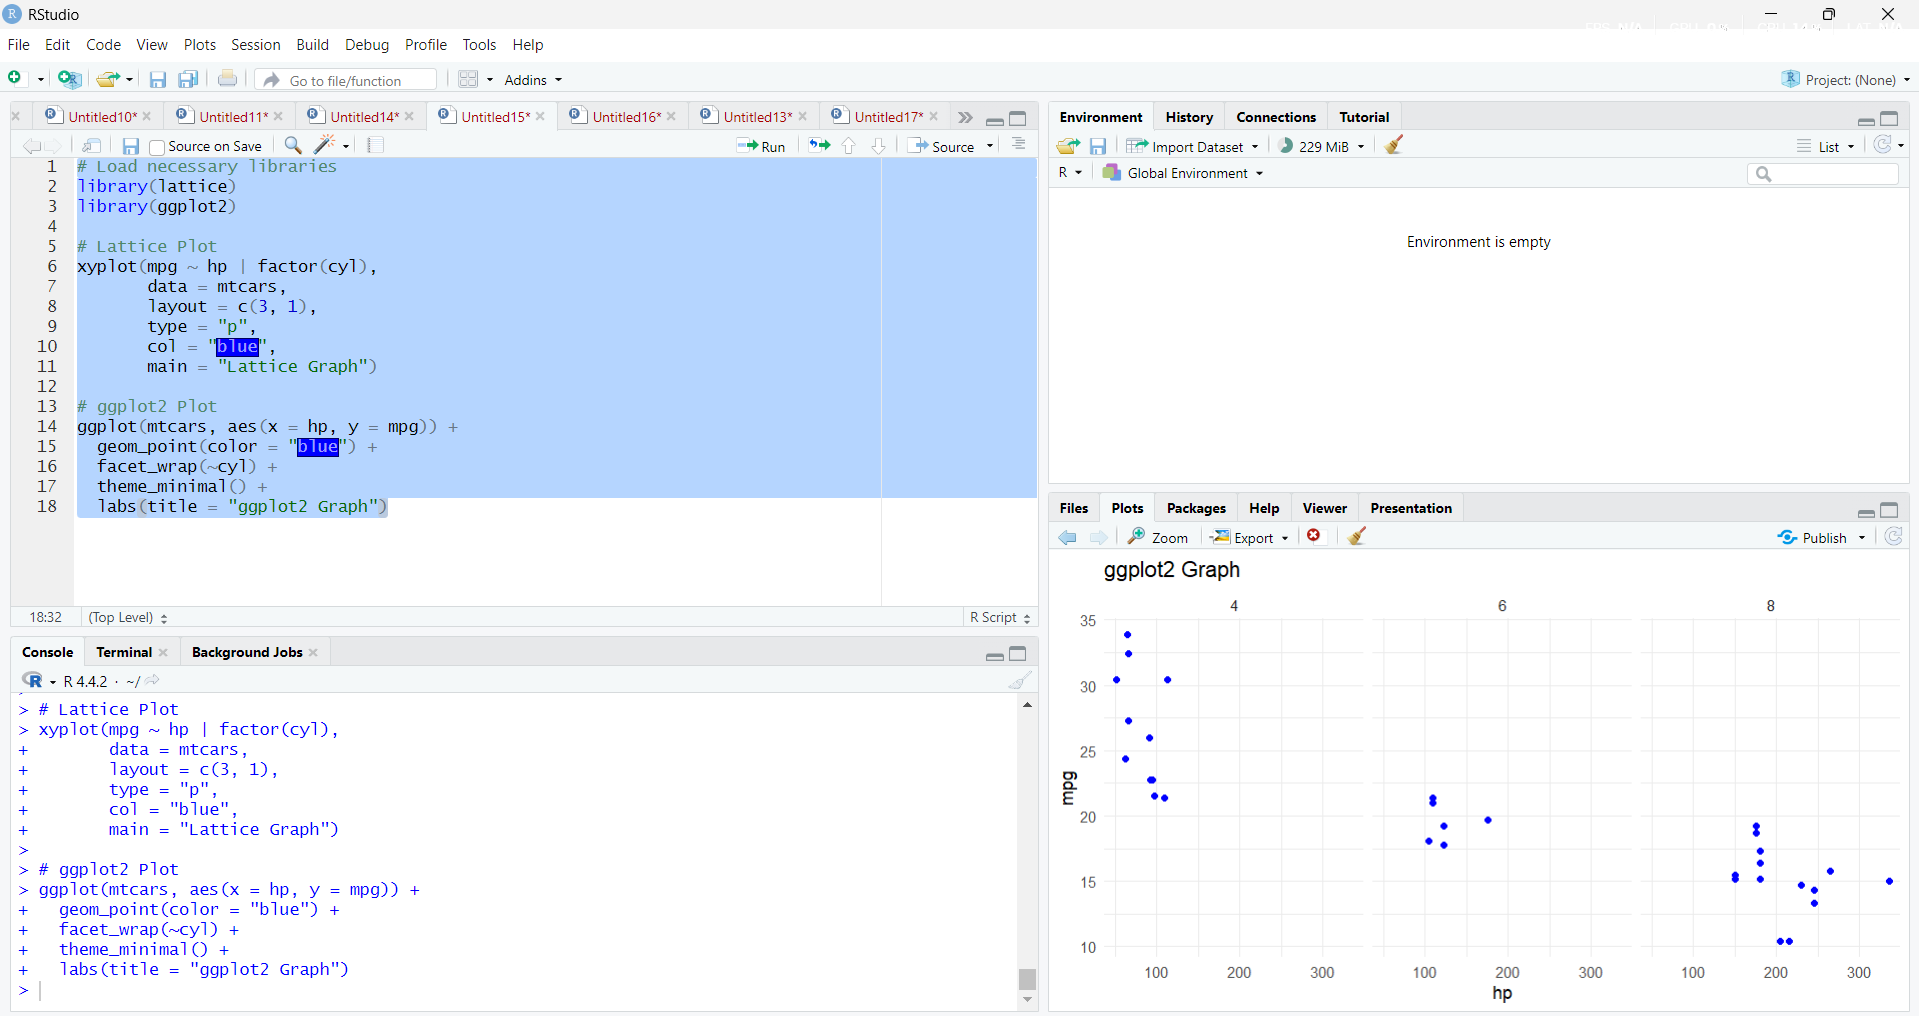 RStudio
File Edit Code View Plots Session Build Debug Profile Tools Help
Go to file/function Addins Project: (None)
Untitled10* Untitled11* Untitled14* Untitled15* Untitled16* Untitled13* Untitled17*
Source on Save Run Source
1 # Load necessary libraries
2 library(lattice)
3 library(ggplot2)
4
5 # Lattice Plot
6 xyplot(mpg ~ hp | factor(cyl),
7 data = mtcars,
8 layout = c(3, 1),
9 type = "p",
10 col = "blue",
11 main = "Lattice Graph")
12
13 # ggplot2 Plot
14 ggplot(mtcars, aes(x = hp, y = mpg)) +
15 geom_point(color = "blue") +
16 facet_wrap(~cyl) +
17 theme_minimal() +
18 labs(title = "ggplot2 Graph")
18:32 (Top Level) R Script
Console Terminal Background Jobs
R 4.4.2 · ~/
> # Lattice Plot
> xyplot(mpg ~ hp | factor(cyl),
+ data = mtcars,
+ layout = c(3, 1),
+ type = "p",
+ col = "blue",
+ main = "Lattice Graph")
>
> # ggplot2 Plot
> ggplot(mtcars, aes(x = hp, y = mpg)) +
+ geom_point(color = "blue") +
+ facet_wrap(~cyl) +
+ theme_minimal() +
+ labs(title = "ggplot2 Graph")
>
Environment History Connections Tutorial
Import Dataset 229 MiB List
R Global Environment
Environment is empty
Files Plots Packages Help Viewer Presentation
Zoom Export Publish
ggplot2 Graph
4 6 8
35
30
25
20
15
10
mpg
100 200 300 100 200 300 100 200 300
hp